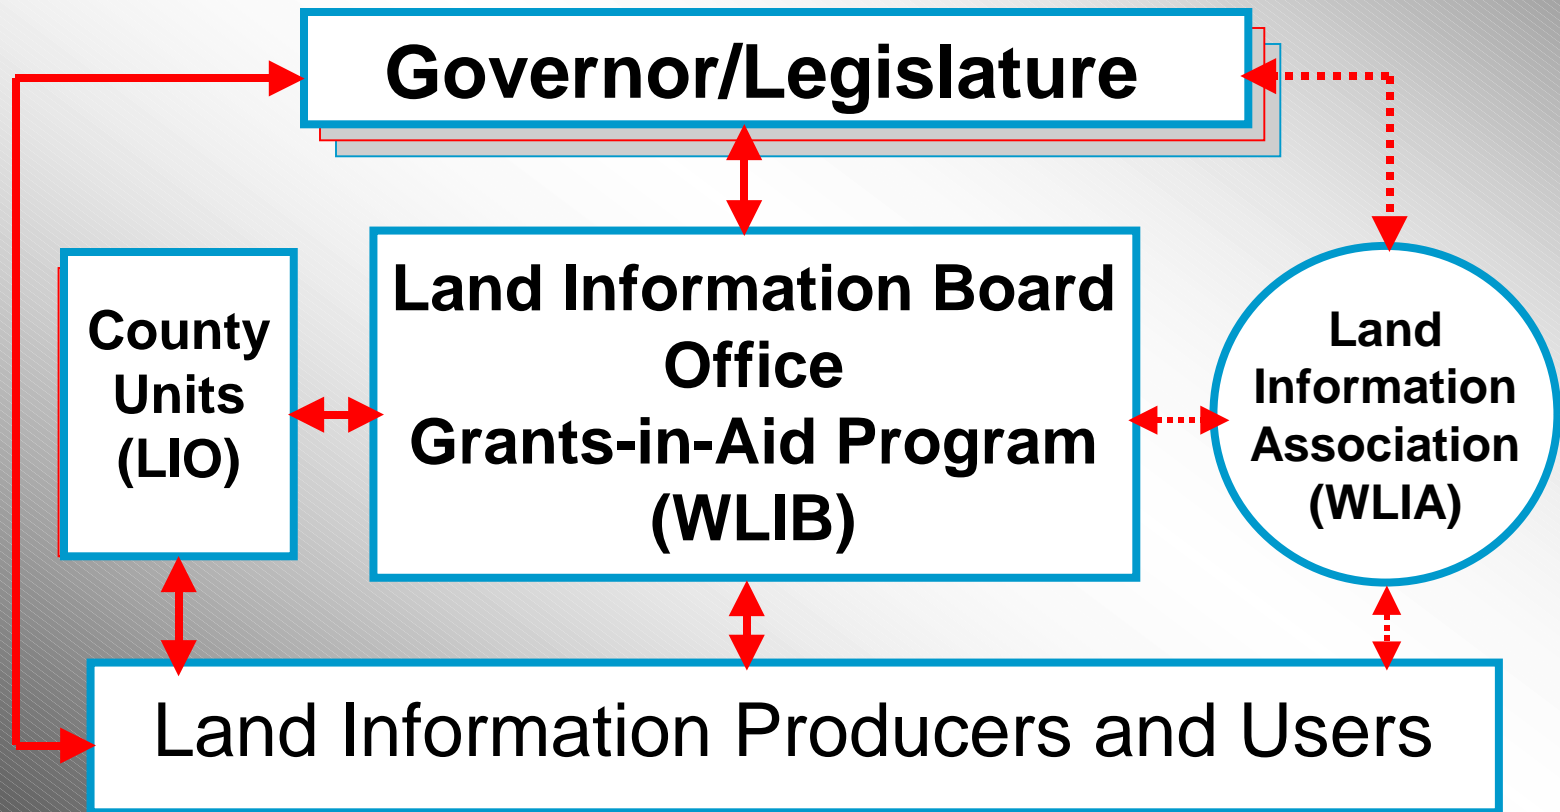 Governor/Legislature
County
Units
(LIO)
Land Information Board
Office
Grants-in-Aid Program
(WLIB)
Land
Information
Association
(WLIA)
Land Information Producers and Users